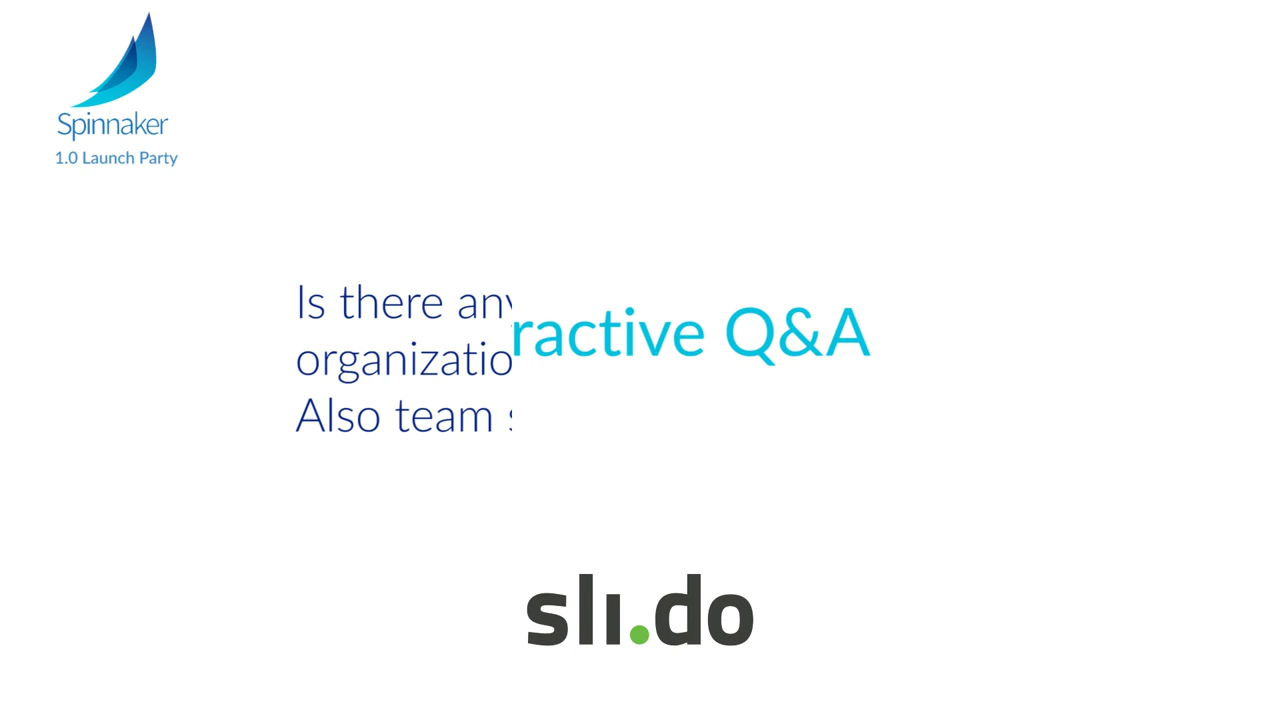 Spinnaker
1.0 Launch Party
Is there any
ractive Q&A
organizatio
Also team
sli.do